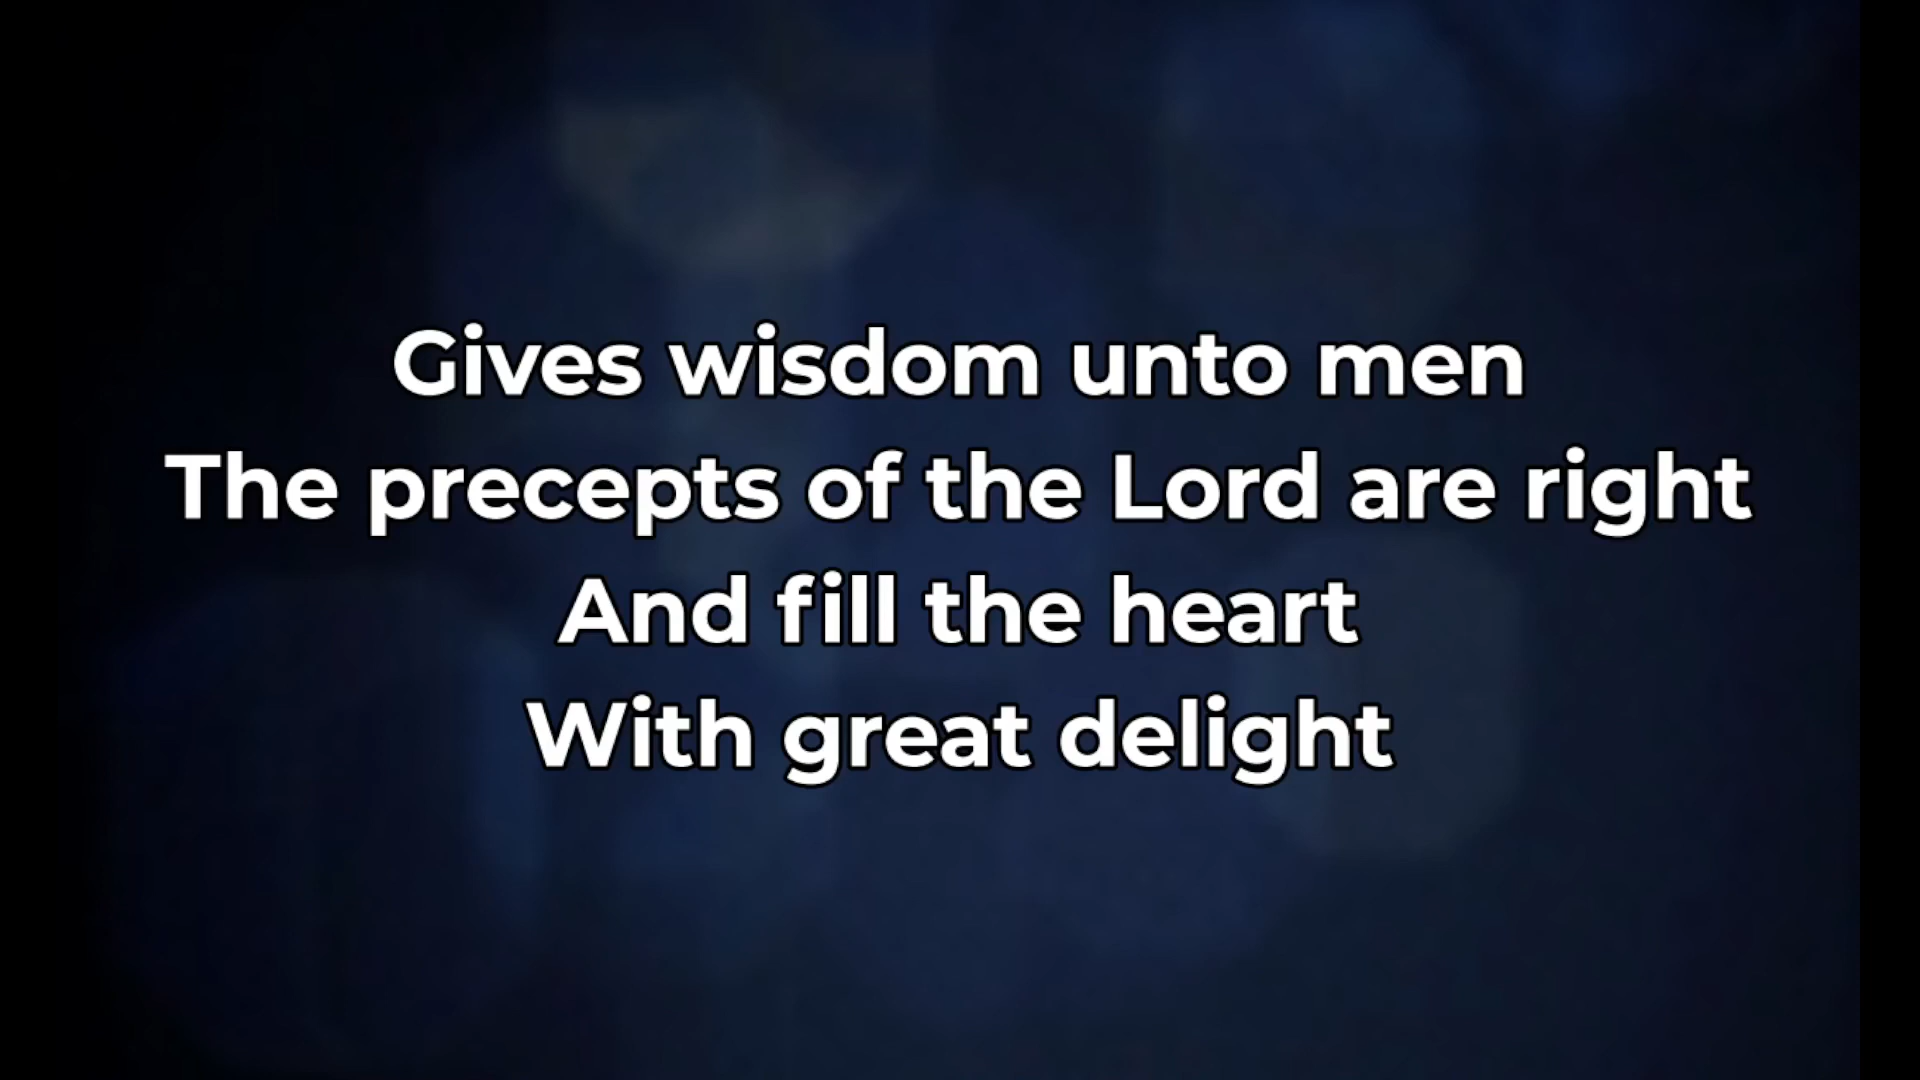 Gives wisdom unto men
The precepts of the Lord are right
And fill the heart
With great delight